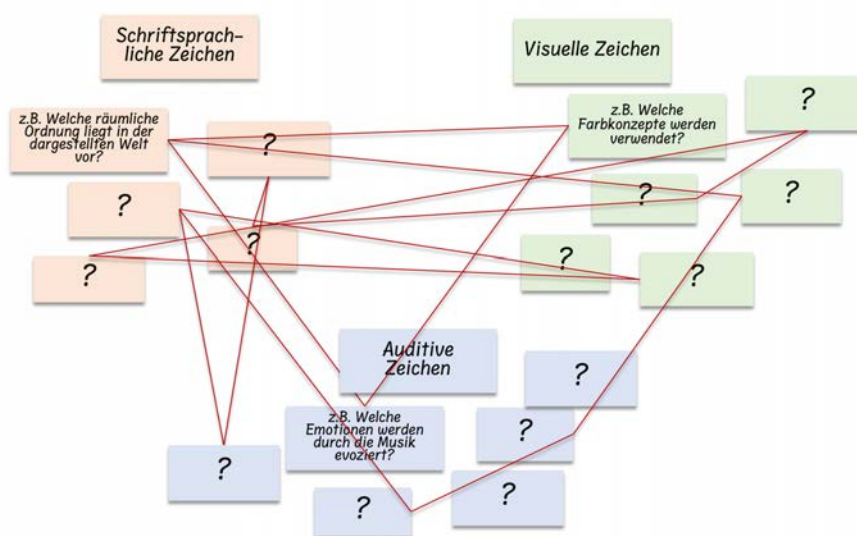 Schriftsprach-
liche Zeichen
Visuelle Zeichen
z.B. Welche räumliche
Ordnung liegt in der
dargestellten Welt
vor?
?
z.B. Welche
Farbkonzepte werden
verwendet?
?
?
?
?
?
?
?
?
Auditive
Zeichen
?
z.B. Welche
Emotionen werden
durch die Musik
evoziert?
?
?
?
?